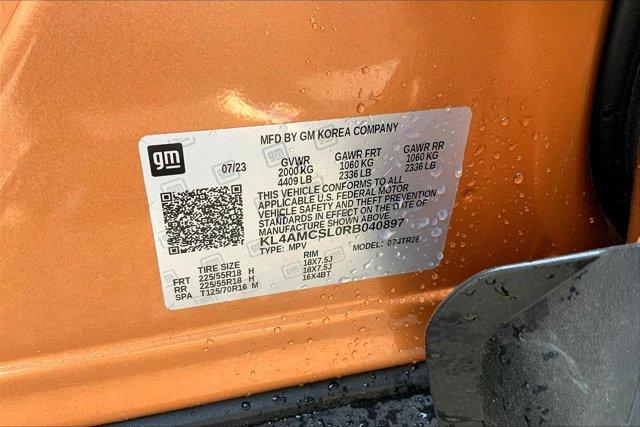 MFD BY GM KOREA COMPANY
gm
07/23 GVWR GAWR FRT GAWR RR
2000 KG 1060 KG 1060 KG
4409 LB 2336 LB 2336 LB
THIS VEHICLE CONFORMS TO ALL
APPLICABLE U.S. FEDERAL MOTOR
VEHICLE SAFETY AND THEFT PREVENTION
STANDARDS IN EFFECT ON THE DATE OF
MANUFACTURE SHOWN ABOVE.
KL4AMCSL0RB040897
TYPE: MPV MODEL: 074TR26
TIRE SIZE RIM
FRT 225/55R18 H 18X7.5J
RR 225/55R18 H 18X7.5J
SPA T125/70R16 M 16X4BT